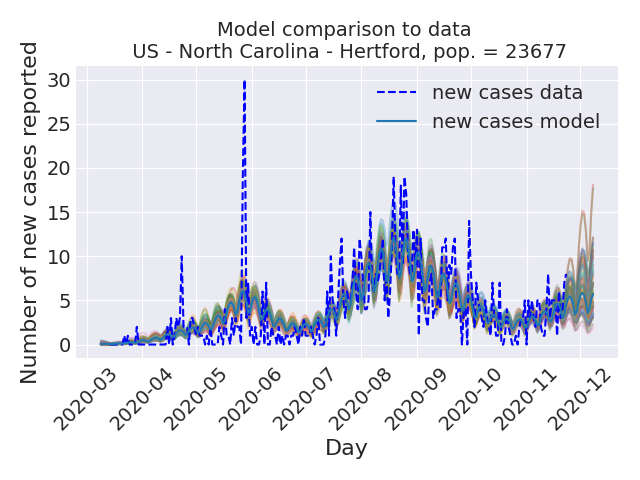 Model comparison to data
US - North Carolina - Hertford, pop. = 23677
Number of new cases reported
30
25
20
15
10
5
0
new cases data
new cases model
2020-03
2020-04
2020-05
2020-06
2020-07
2020-08
2020-09
2020-10
2020-11
2020-12
Day